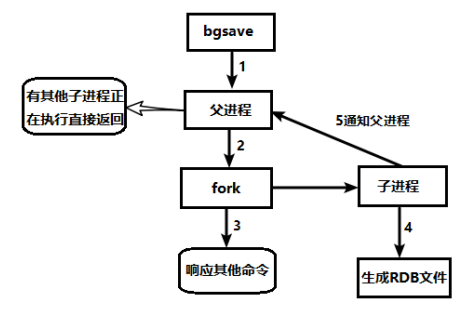 bgsave
1
有其他子进程正
在执行直接返回
父进程
5通知父进程
2
fork
子进程
3
4
响应其他命令
生成RDB文件